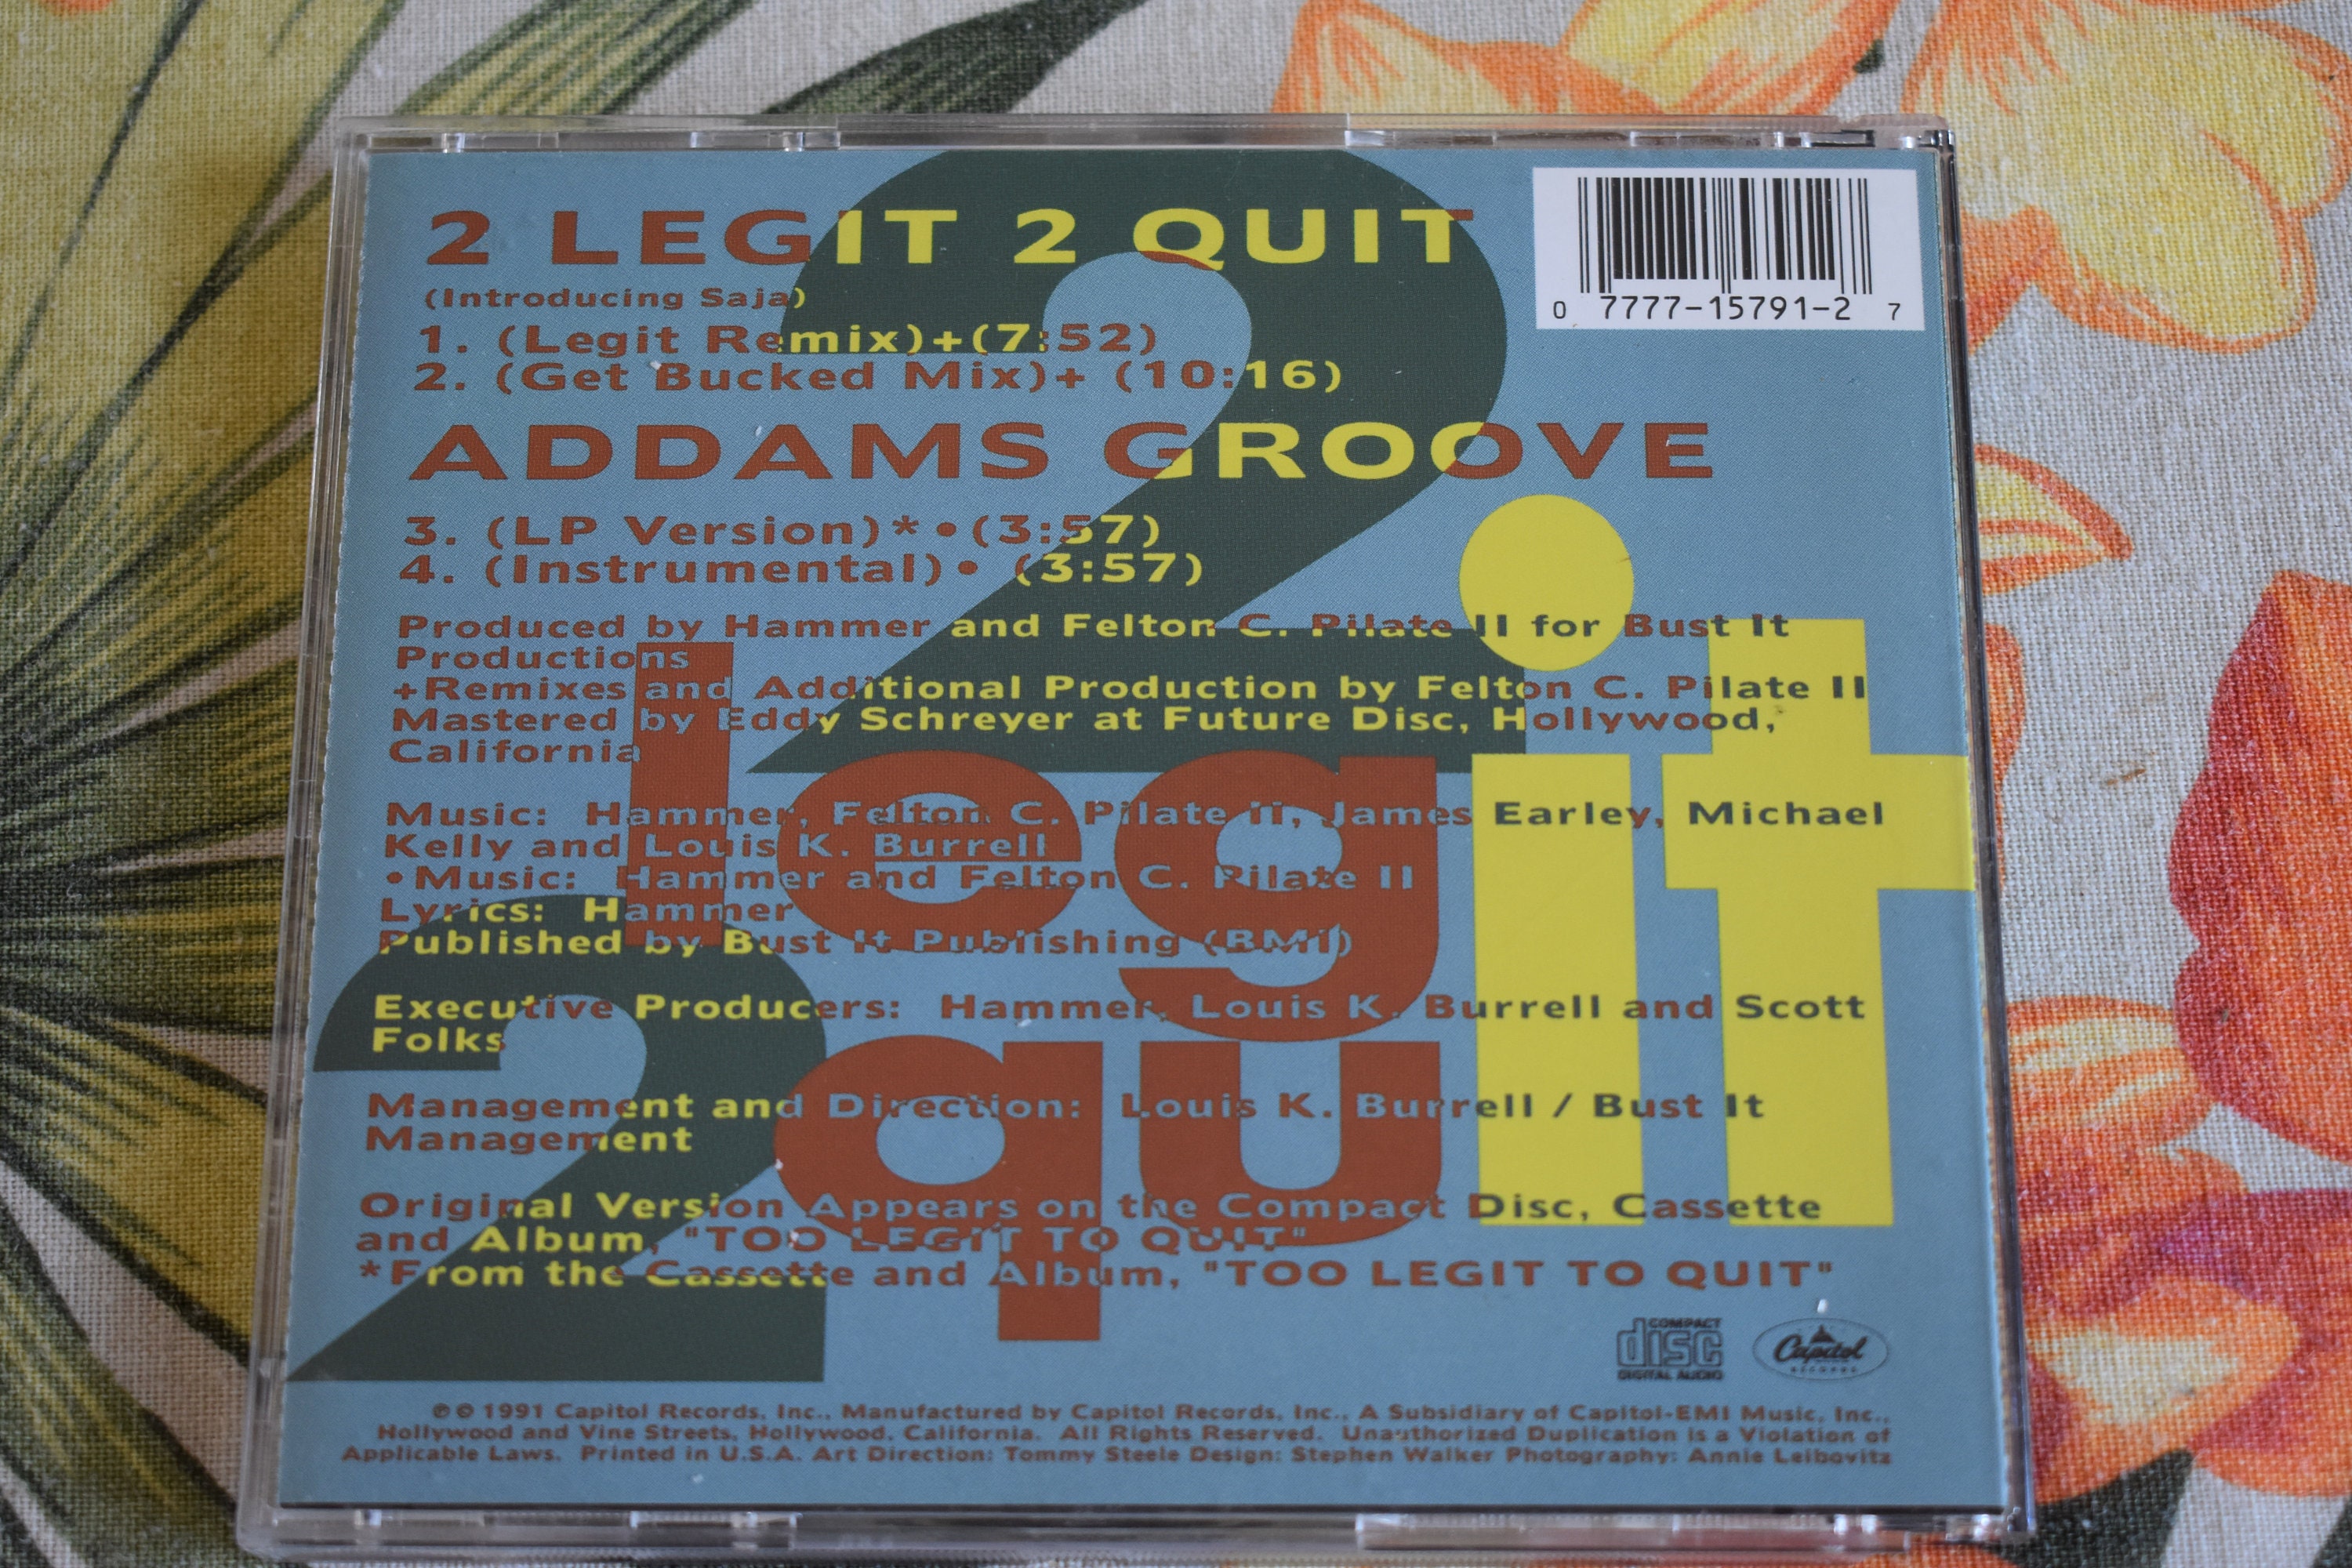 2 LEGIT 2 QUIT
(Introducing Saja)
1. (Legit Remix)+(7:52)
2. (Get Bucked Mix)+ (10:16)
0 7777-15791-2 7
ADDAMS GROOVE
3. (LP Version)*•(3:57)
4. (Instrumental)• (3:57)
Produced by Hammer and Felton C. Pilate II for Bust It
Productions
+Remixes and Additional Production by Felton C. Pilate II
Mastered by Eddy Schreyer at Future Disc, Hollywood,
California
Music: Hammer, Felton C. Pilate II, James Earley, Michael
Kelly and Louis K. Burrell
•Music: Hammer and Felton C. Pilate II
Lyrics: Hammer
Published by Bust It Publishing (BMI)
Executive Producers: Hammer, Louis K. Burrell and Scott
Folks
Management and Direction: Louis K. Burrell / Bust It
Management
Original Version Appears on the Compact Disc, Cassette
and Album, "TOO LEGIT TO QUIT"
*From the Cassette and Album, "TOO LEGIT TO QUIT"
2
legit
2
quit
COMPACT
disc
DIGITAL AUDIO
Capitol
RECORDS
℗© 1991 Capitol Records, Inc., Manufactured by Capitol Records, Inc., A Subsidiary of Capitol-EMI Music, Inc.,
Hollywood and Vine Streets, Hollywood, California. All Rights Reserved. Unauthorized Duplication is a Violation of
Applicable Laws. Printed in U.S.A. Art Direction: Tommy Steele Design: Stephen Walker Photography: Annie Leibovitz